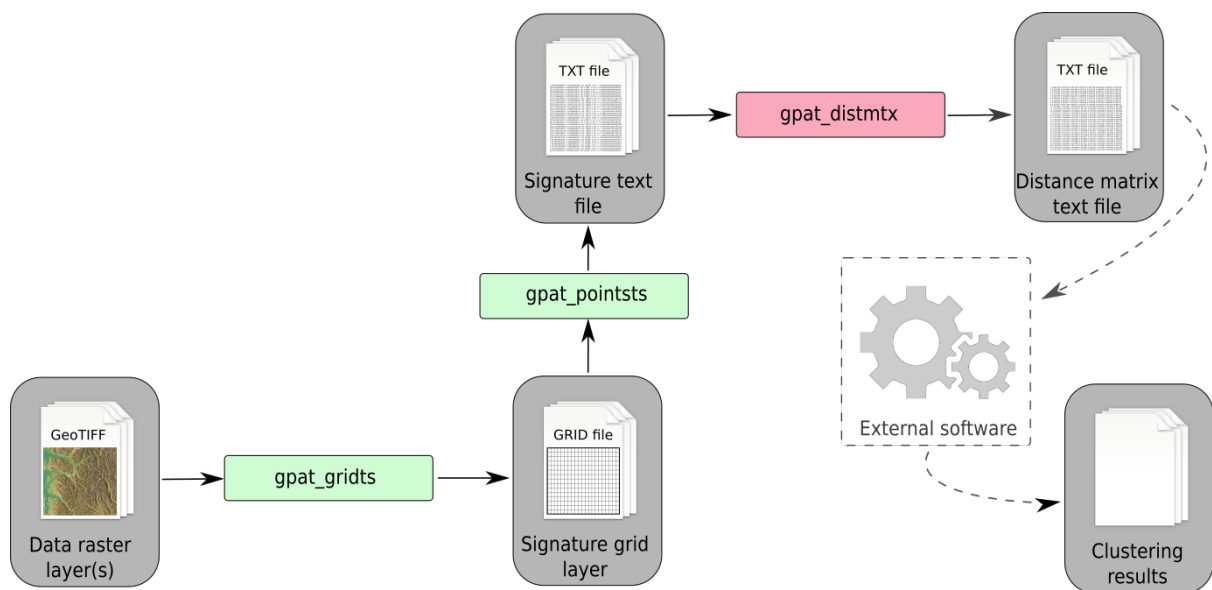 TXT file
Signature text
file
gpat_distmtx
TXT file
Distance matrix
text file
gpat_pointsts
External software
GeoTIFF
Data raster
layer(s)
gpat_gridts
GRID file
Signature grid
layer
Clustering
results